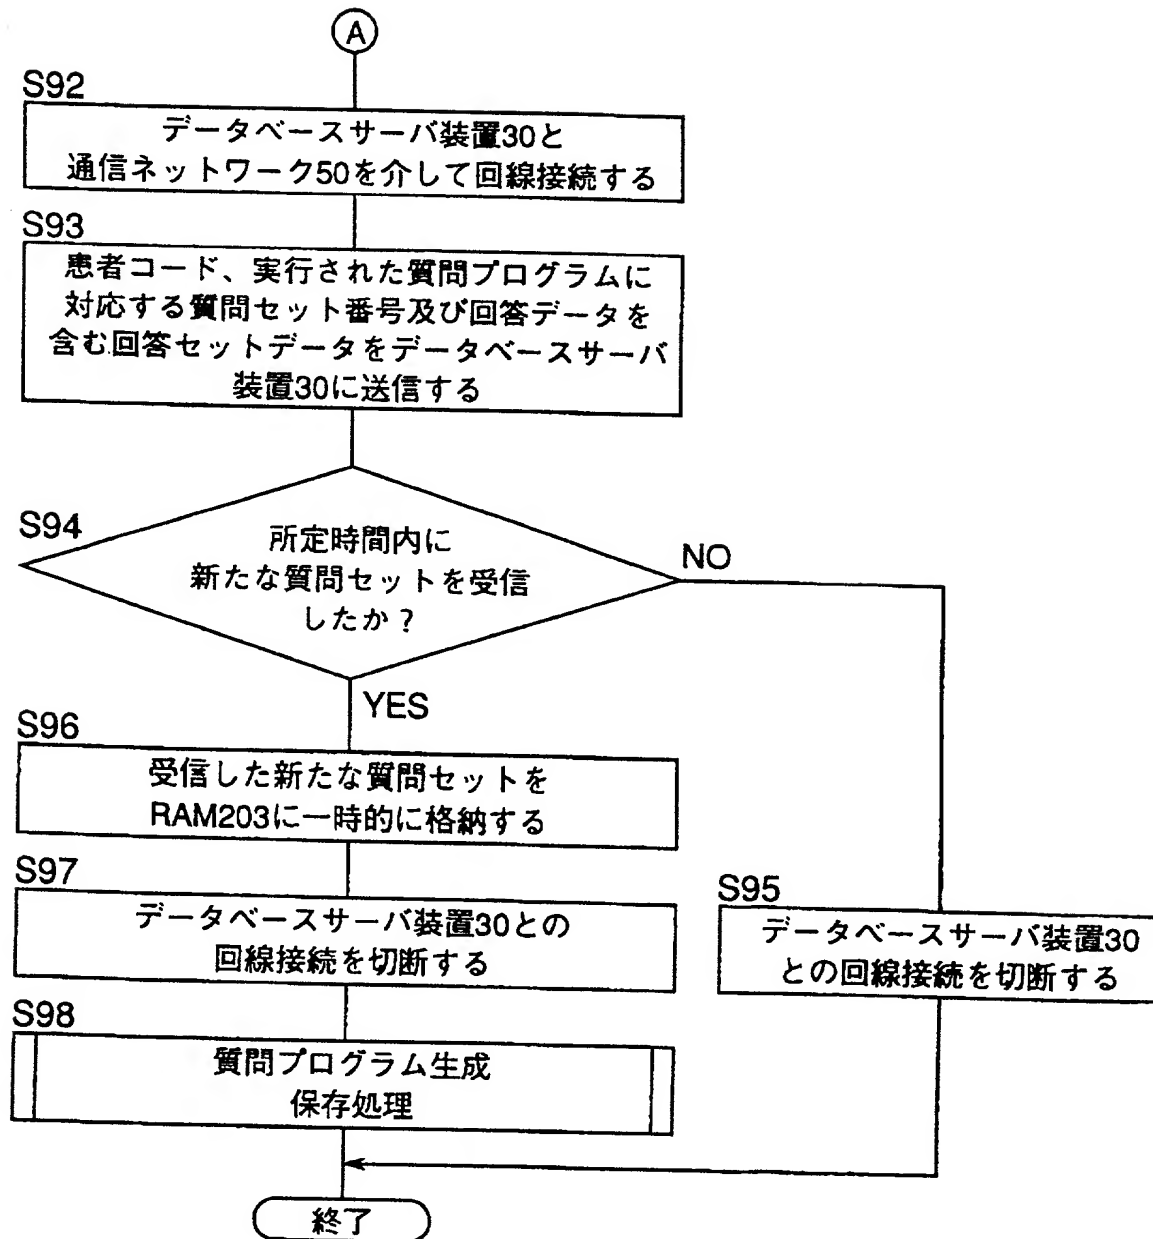 A
S92
データベースサーバ装置30と
通信ネットワーク50を介して回線接続する
S93
患者コード、実行された質問プログラムに
対応する質問セット番号及び回答データを
含む回答セットデータをデータベースサーバ
装置30に送信する
S94
所定時間内に
新たな質問セットを受信
したか?
NO
YES
S96
受信した新たな質問セットを
RAM203に一時的に格納する
S97
データベースサーバ装置30との
回線接続を切断する
S95
データベースサーバ装置30
との回線接続を切断する
S98
質問プログラム生成
保存処理
終了